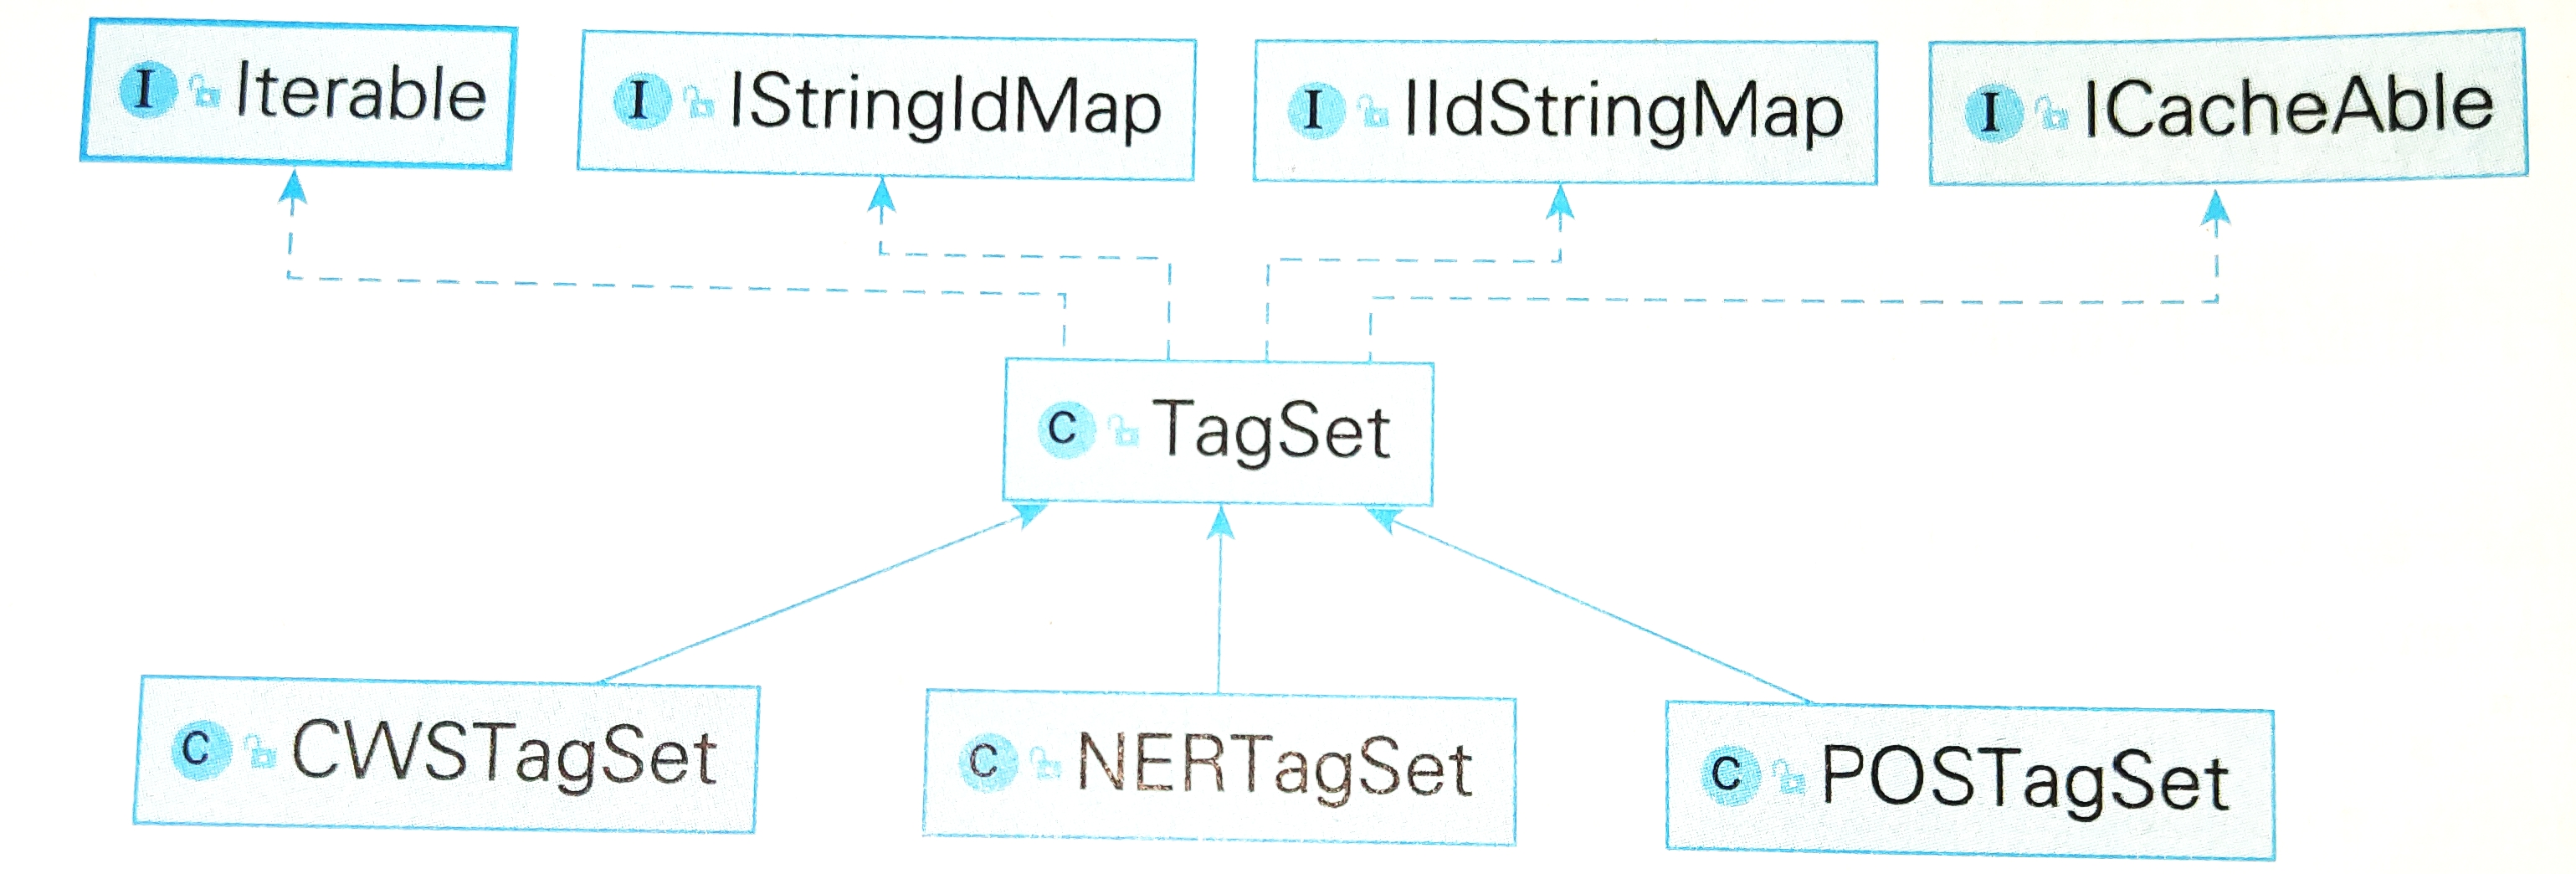 I Iterable
I IStringIdMap
I IIdStringMap
I ICacheAble
C TagSet
C CWSTagSet
C NERTagSet
C POSTagSet